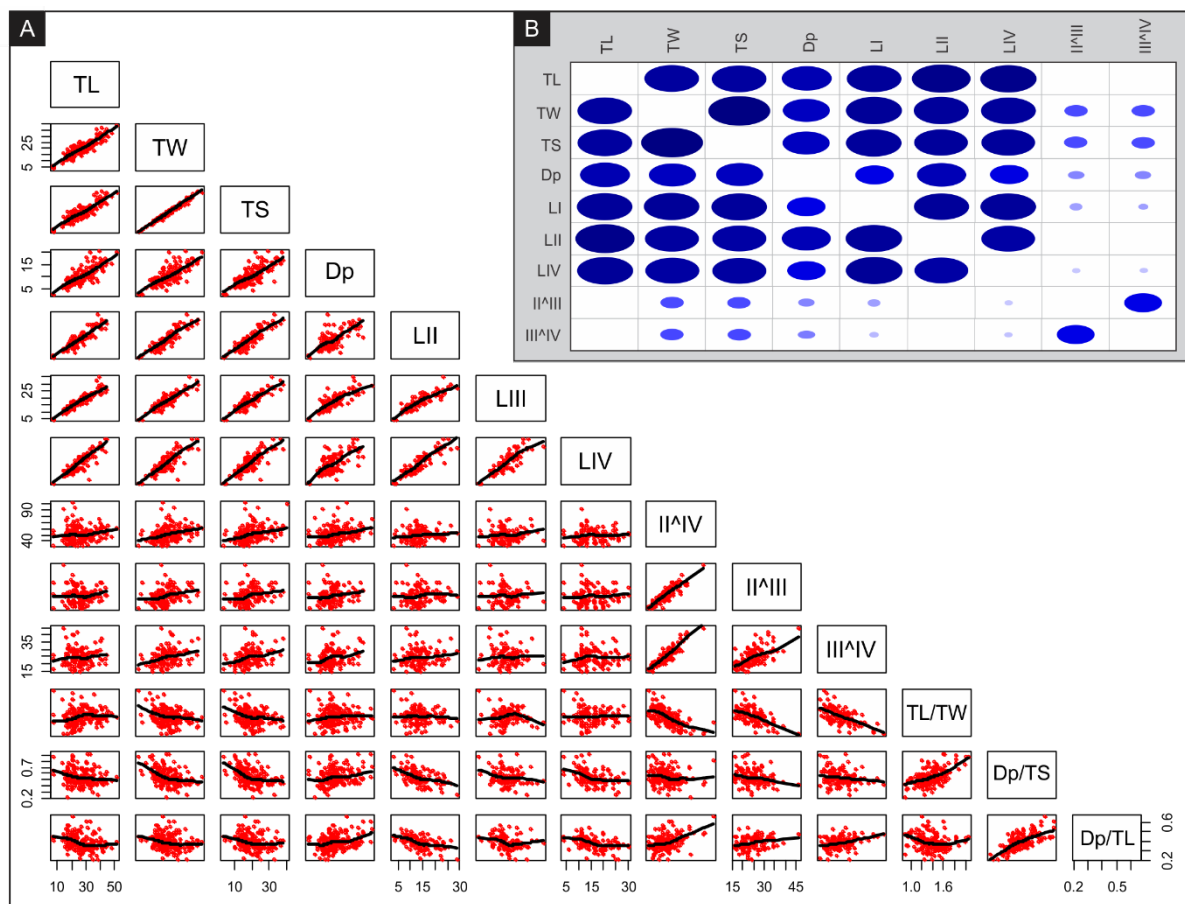 A
B
TL TW TS Dp LI LII LIV II^III III^IV
TL
TW
TS
Dp
LI
LII
LIV
II^III
III^IV
TL
5 25
TW
TS
5 15
Dp
LII
5 25
LIII
LIV
40 90
II^IV
II^III
15 35
III^IV
TL/TW
0.2 0.7
Dp/TS
Dp/TL
0.2 0.6
10 30 50 10 30 5 15 30 5 15 30 15 30 45 1.0 1.6 0.2 0.5